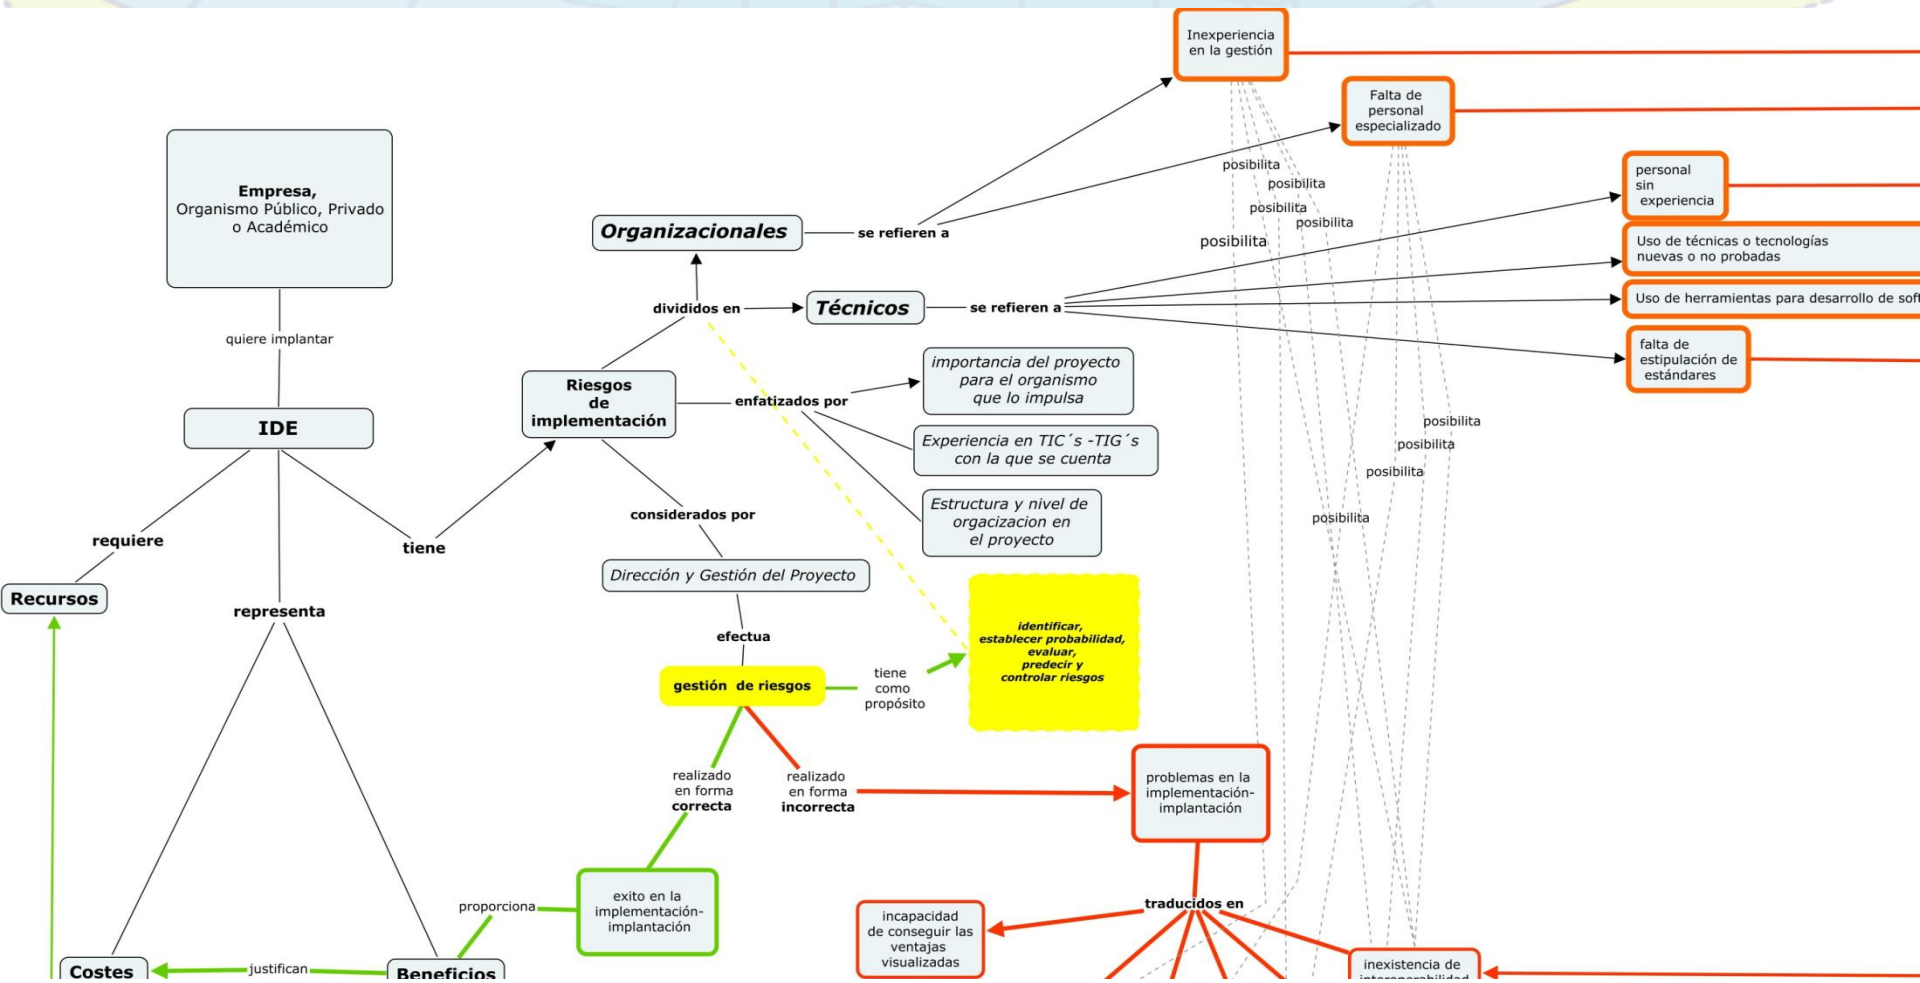 Inexperiencia
en la gestión
Falta de
personal
especializado
Empresa,
Organismo Público, Privado
o Académico
posibilita
posibilita
posibilita
posibilita
posibilita
personal
sin
experiencia
Organizacionales
se refieren a
Uso de técnicas o tecnologías
nuevas o no probadas
divididos en
Técnicos
se refieren a
Uso de herramientas para desarrollo de
quiere implantar
falta de
estipulación de
estándares
importancia del proyecto
para el organismo
que lo impulsa
Riesgos
de
implementación
enfatizados por
IDE
Experiencia en TIC´s -TIG´s
con la que se cuenta
posibilita
posibilita
posibilita
posibilita
Estructura y nivel de
orgacizacion en
el proyecto
considerados por
requiere
tiene
Dirección y Gestión del Proyecto
Recursos
representa
efectua
identificar,
establecer probabilidad,
evaluar,
predecir y
controlar riesgos
gestión de riesgos
tiene
como
propósito
realizado
en forma
correcta
realizado
en forma
incorrecta
problemas en la
implementación-
implantación
exito en la
implementación-
implantación
proporciona
traducidos en
incapacidad
de conseguir las
ventajas
visualizadas
Costes
justifican
Beneficios
inexistencia de
interoperabilidad